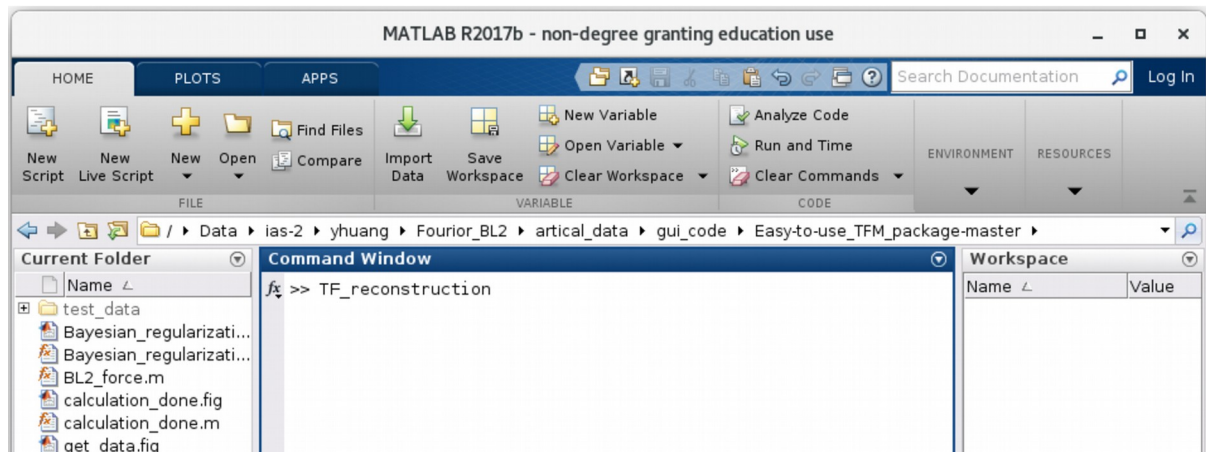 MATLAB R2017b - non-degree granting education use
HOME PLOTS APPS Search Documentation Log In
New Script
New Live Script
New
Open
Find Files
Compare
Import Data
Save Workspace
New Variable
Open Variable
Clear Workspace
Analyze Code
Run and Time
Clear Commands
ENVIRONMENT
RESOURCES
FILE VARIABLE CODE
/ Data ias-2 yhuang Fourior_BL2 artical_data gui_code Easy-to-use_TFM_package-master
Current Folder
Name
test_data
Bayesian_regularizati...
Bayesian_regularizati...
BL2_force.m
calculation_done.fig
calculation_done.m
get_data.fig
Command Window
fx >> TF_reconstruction
Workspace
Name Value